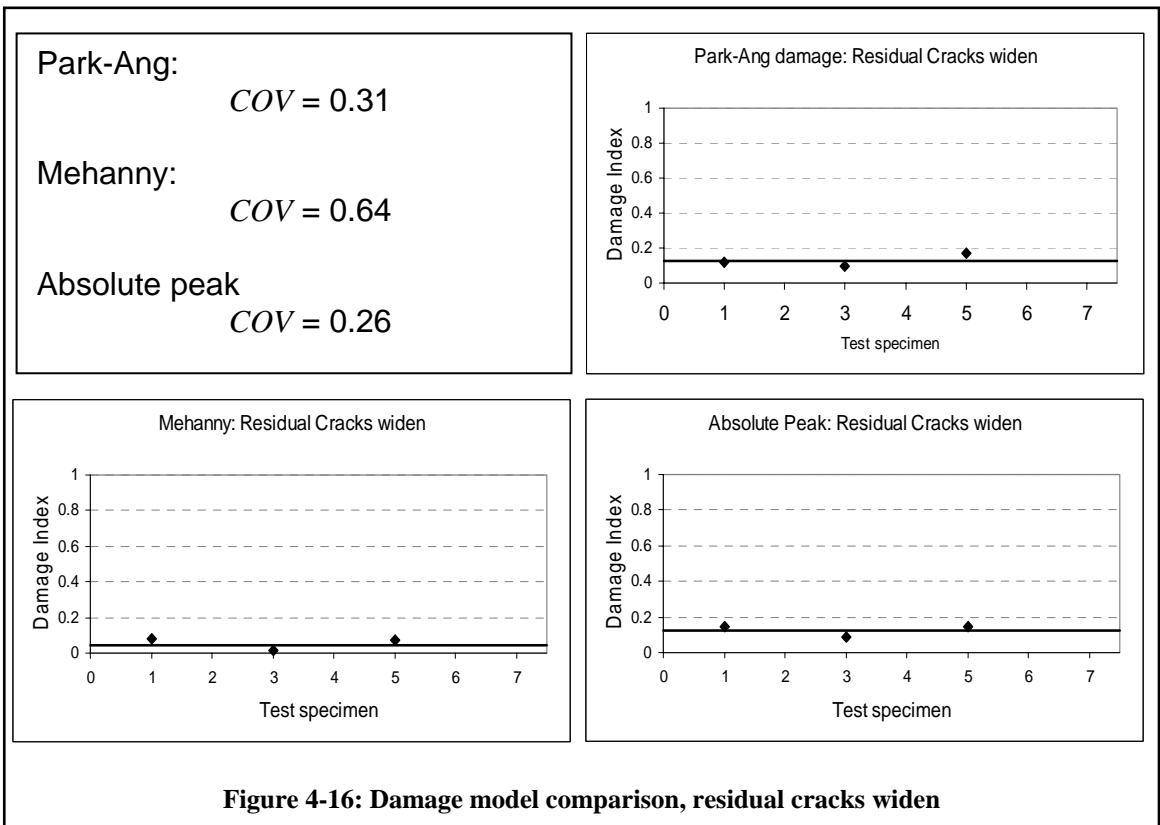 Park-Ang:
COV = 0.31
Mehanny:
COV = 0.64
Absolute peak
COV = 0.26
Park-Ang damage: Residual Cracks widen
Damage Index
1
0.8
0.6
0.4
0.2
0
0 1 2 3 4 5 6 7
Test specimen
Mehanny: Residual Cracks widen
Damage Index
1
0.8
0.6
0.4
0.2
0
0 1 2 3 4 5 6 7
Test specimen
Absolute Peak: Residual Cracks widen
Damage Index
1
0.8
0.6
0.4
0.2
0
0 1 2 3 4 5 6 7
Test specimen
Figure 4-16: Damage model comparison, residual cracks widen